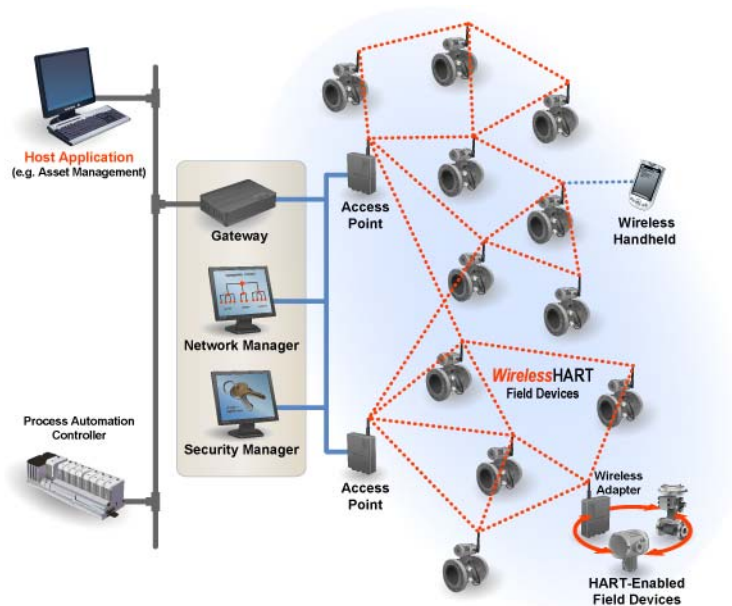 Host Application
(e.g. Asset Management)
Gateway
Access
Point
Wireless
Handheld
Network Manager
WirelessHART
Field Devices
Process Automation
Controller
Security Manager
Access
Point
Wireless
Adapter
HART-Enabled
Field Devices